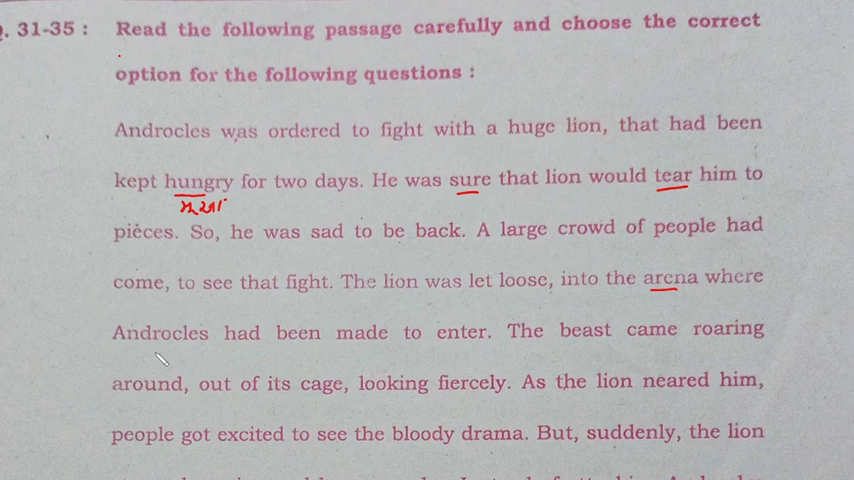 . 31-35 : Read the following passage carefully and choose the correct
option for the following questions :
Androcles was ordered to fight with a huge lion, that had been
kept hungry for two days. He was sure that lion would tear him to
pieces. So, he was sad to be back. A large crowd of people had
come, to see that fight. The lion was let loose, into the arena where
Androcles had been made to enter. The beast came roaring
around, out of its cage, looking fiercely. As the lion neared him,
people got excited to see the bloody drama. But, suddenly, the lion